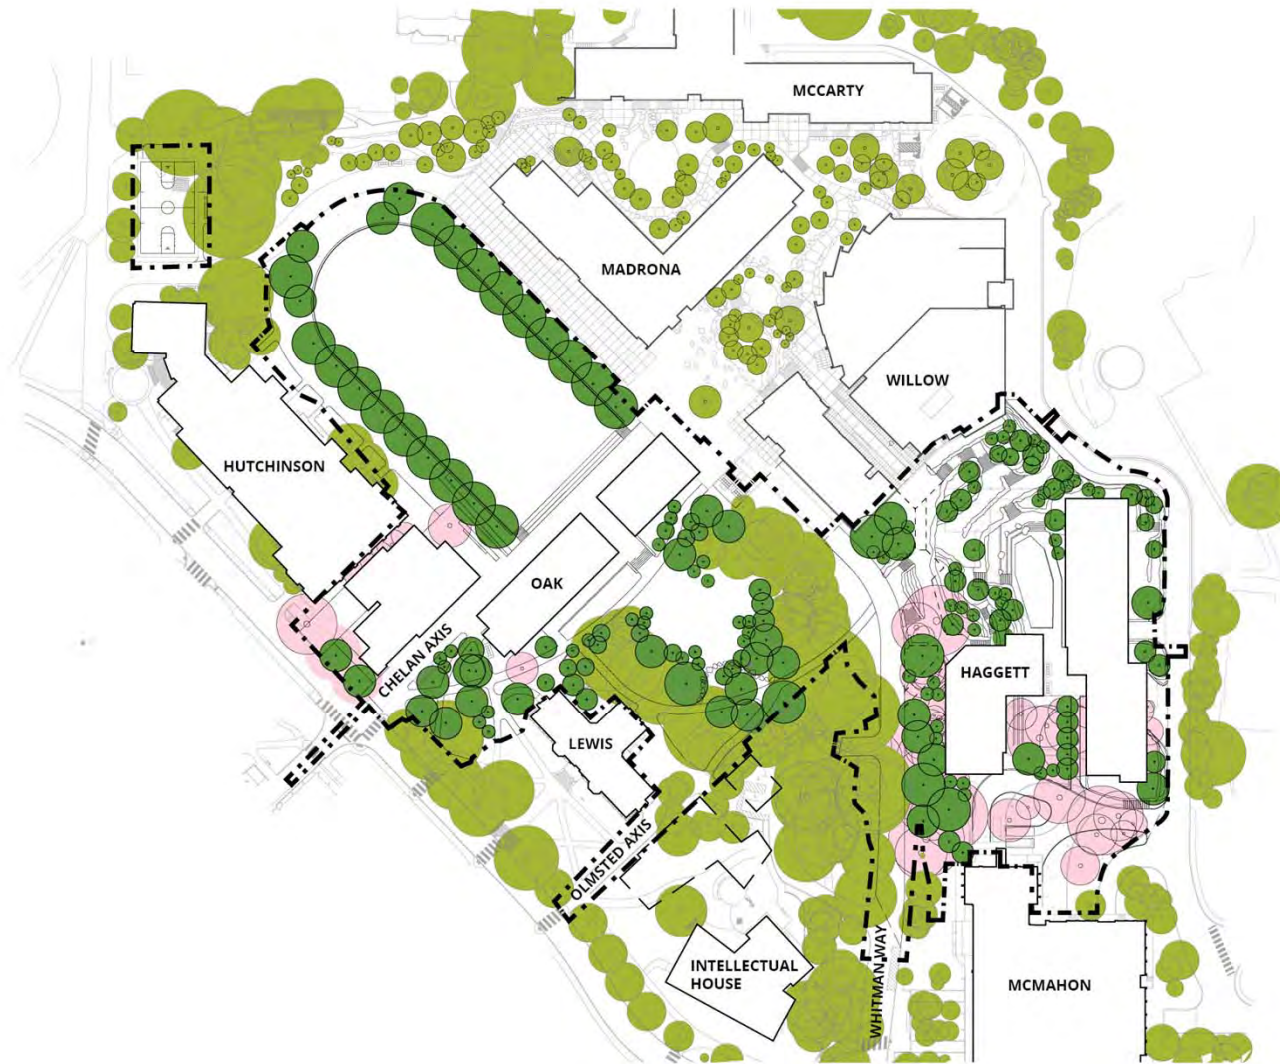 MCCARTY
MADRONA
WILLOW
HUTCHINSON
OAK
CHELAN AXIS
HAGGETT
LEWIS
OLMSTED AXIS
WHITMAN WAY
INTELLECTUAL
HOUSE
MCMAHON